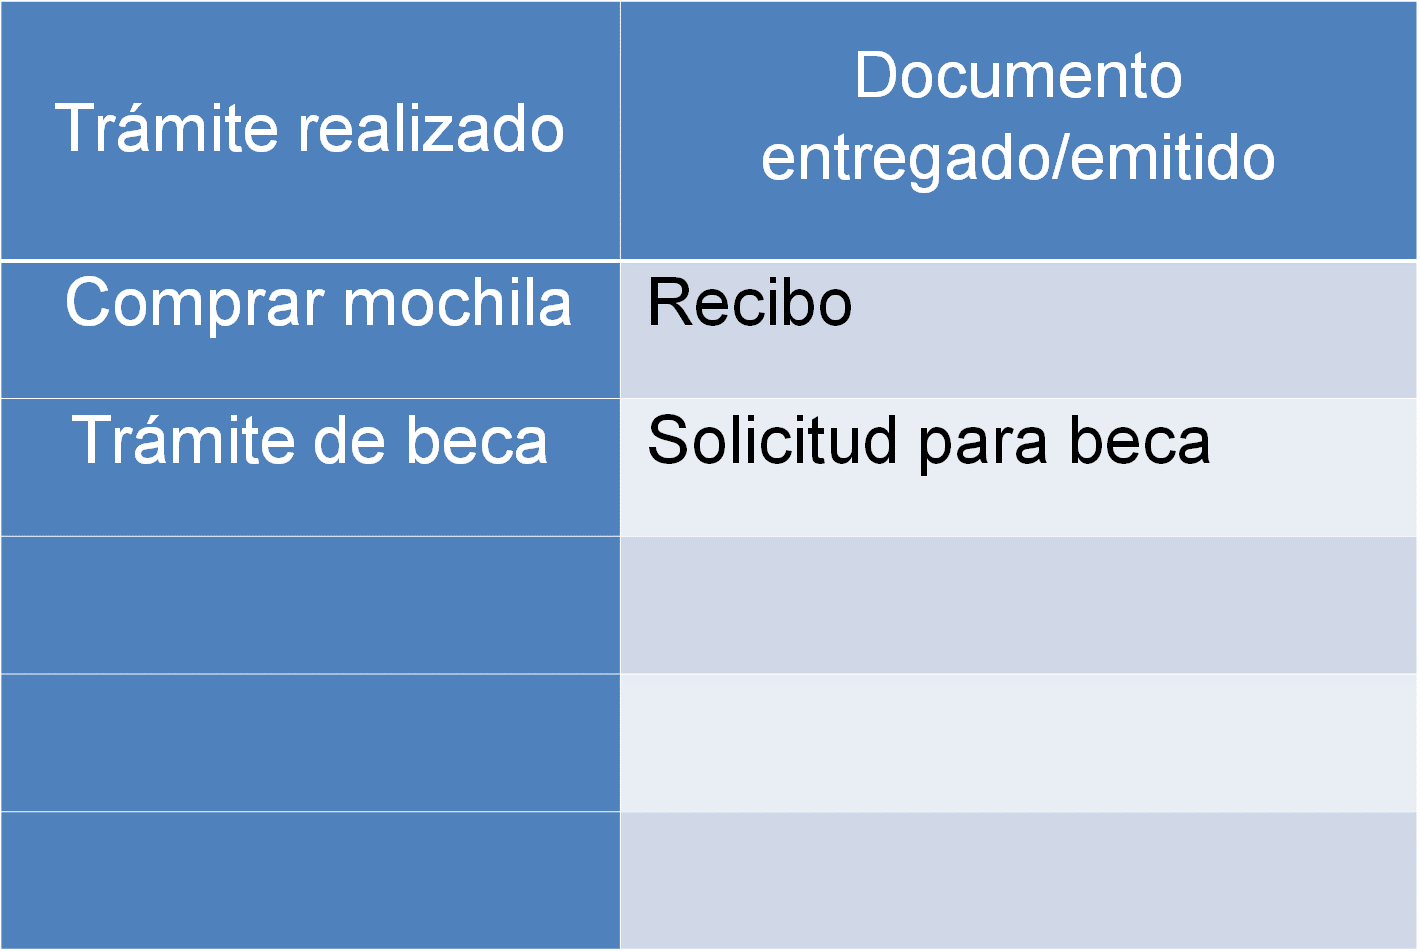 Trámite realizado
Documento
entregado/emitido
Comprar mochila
Recibo
Trámite de beca
Solicitud para beca